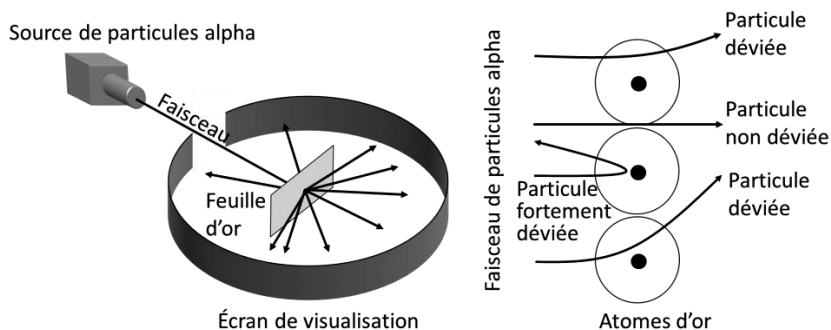 Source de particules alpha
Faisceau
Feuille
d'or
Écran de visualisation
Faisceau de particules alpha
Particule
déviée
Particule
non déviée
Particule
fortement
déviée
Particule
déviée
Atomes d'or